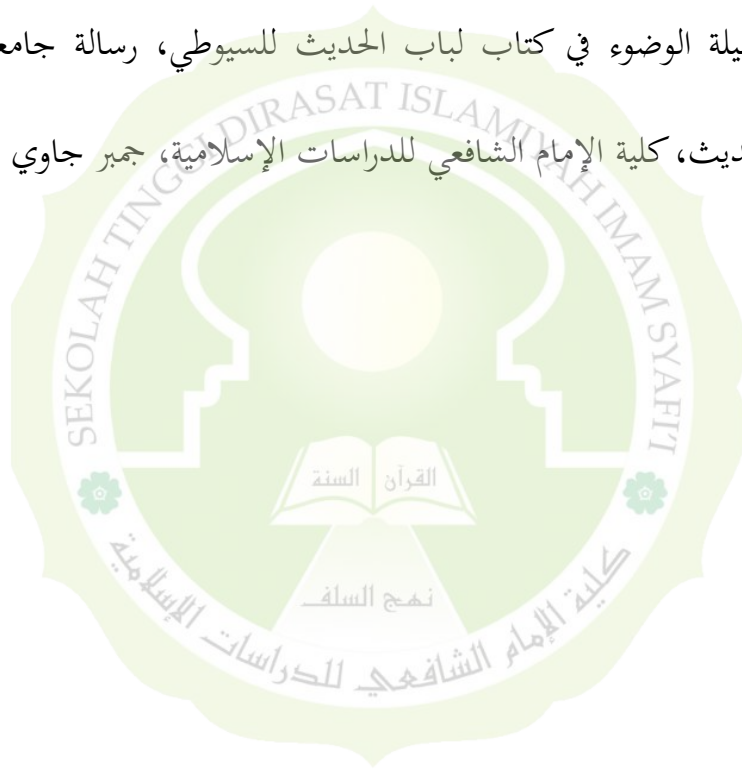 يلة الوضوء في كتاب لباب الحديث للسيوطي، رسالة جامع
ديث، كلية الإمام الشافعي للدراسات الإسلامية، جمبر جاوي
SEKOLAH TINGGI DIRASAT ISLAMIYAH IMAM SYAFI'I
القرآن السنة
نهج السلف
كلية الإمام الشافعي للدراسات الإسلامية